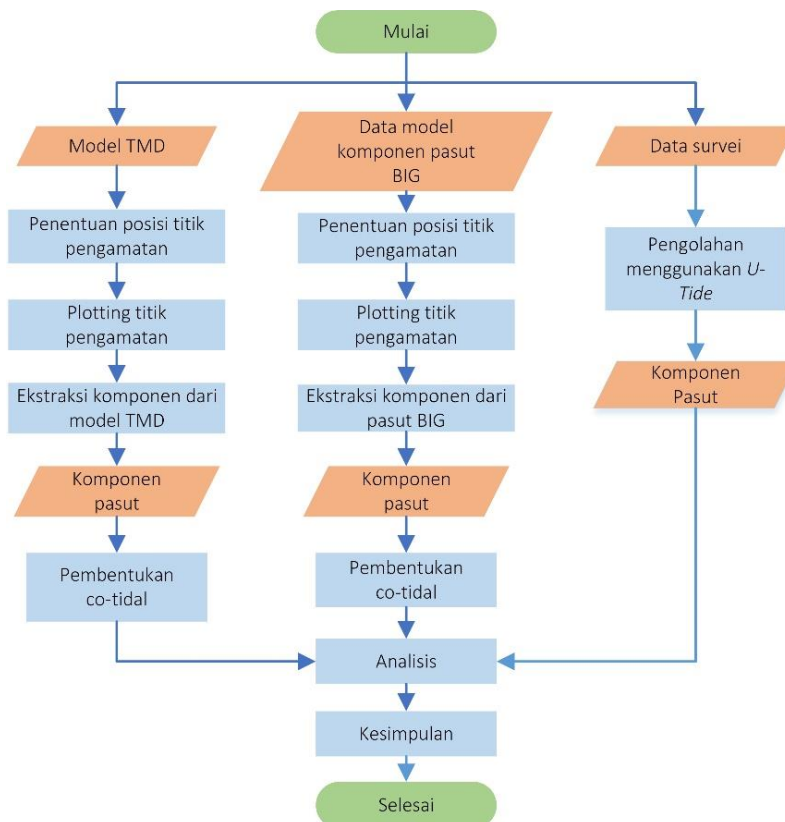 Mulai
Model TMD
Data model
komponen pasut
BIG
Data survei
Penentuan posisi titik
pengamatan
Penentuan posisi titik
pengamatan
Pengolahan
menggunakan U-
Tide
Plotting titik
pengamatan
Plotting titik
pengamatan
Ekstraksi komponen dari
model TMD
Ekstraksi komponen dari
pasut BIG
Komponen
Pasut
Komponen
pasut
Komponen
pasut
Pembentukan
co-tidal
Pembentukan
co-tidal
Analisis
Kesimpulan
Selesai